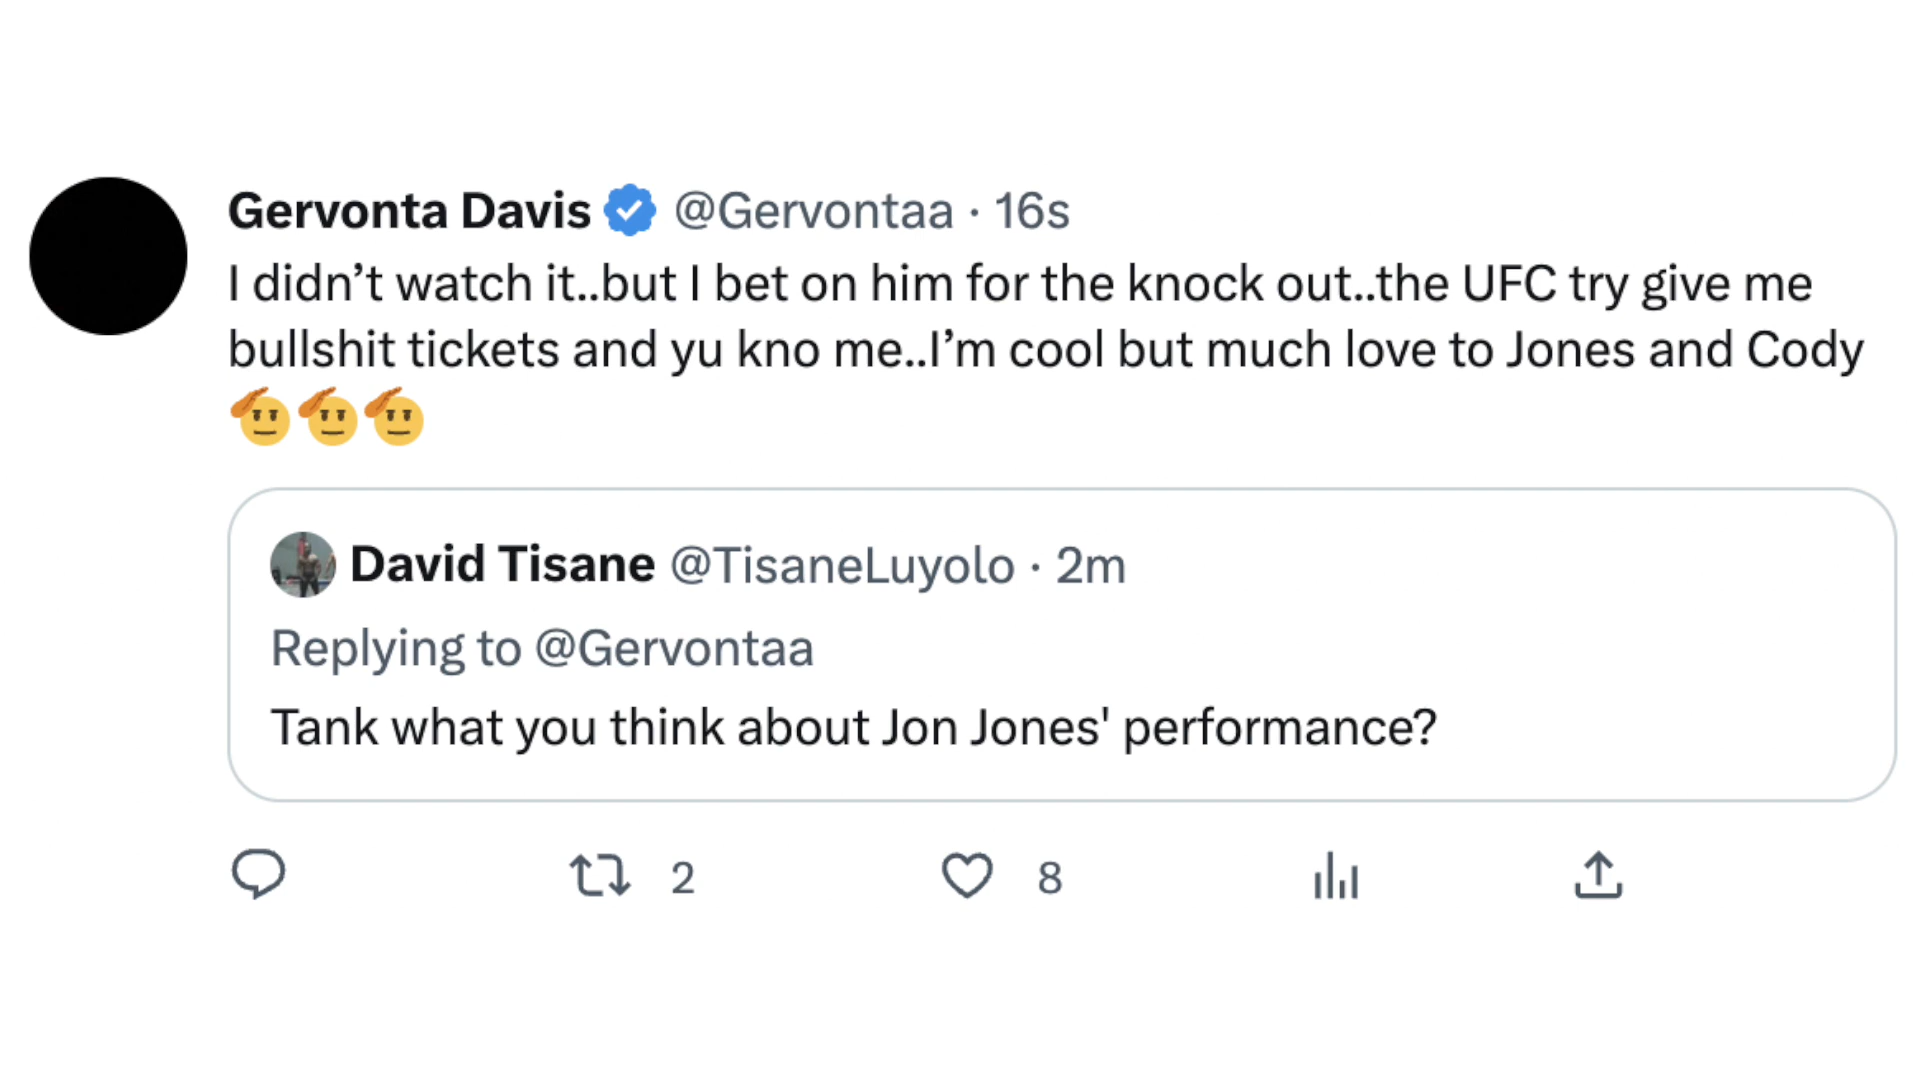 Gervonta Davis @Gervontaa · 16s
I didn’t watch it..but I bet on him for the knock out..the UFC try give me
bullshit tickets and yu kno me..I’m cool but much love to Jones and Cody
🫡🫡🫡
David Tisane @TisaneLuyolo · 2m
Replying to @Gervontaa
Tank what you think about Jon Jones' performance?
2 8